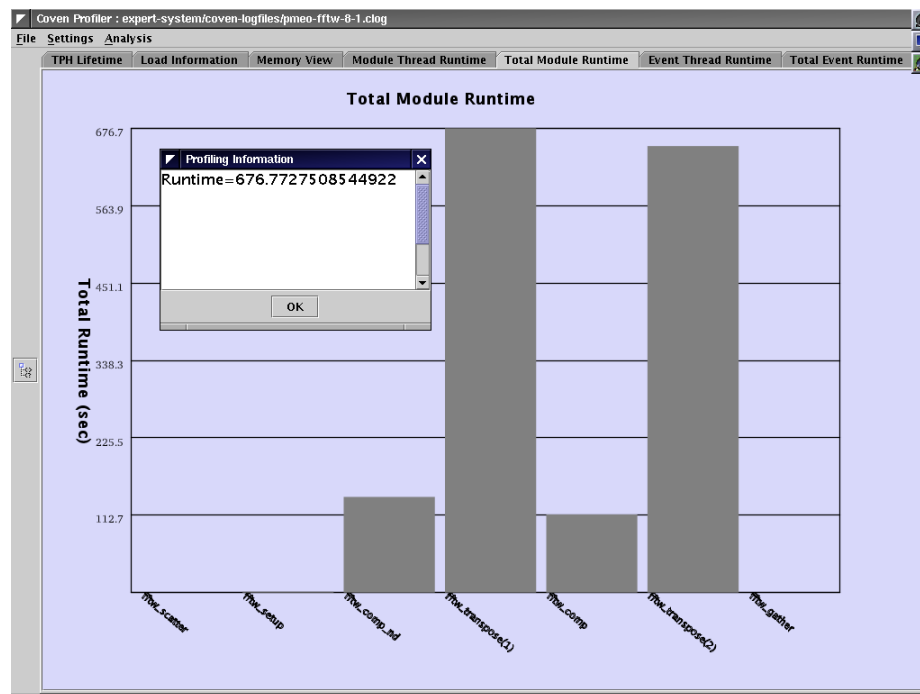 Coven Profiler : expert-system/coven-logfiles/pmeo-fftw-8-1.clog
File Settings Analysis
TPH Lifetime Load Information Memory View Module Thread Runtime Total Module Runtime Event Thread Runtime Total Event Runtime
Total Module Runtime
676.7
563.9
451.1
338.3
225.5
112.7
Total Runtime (sec)
Profiling Information
Runtime=676.7727508544922
OK
fftw_scatter
fftw_setup
fftw_comp_nd
fftw_transpose(1)
fftw_comp
fftw_transpose(2)
fftw_gather